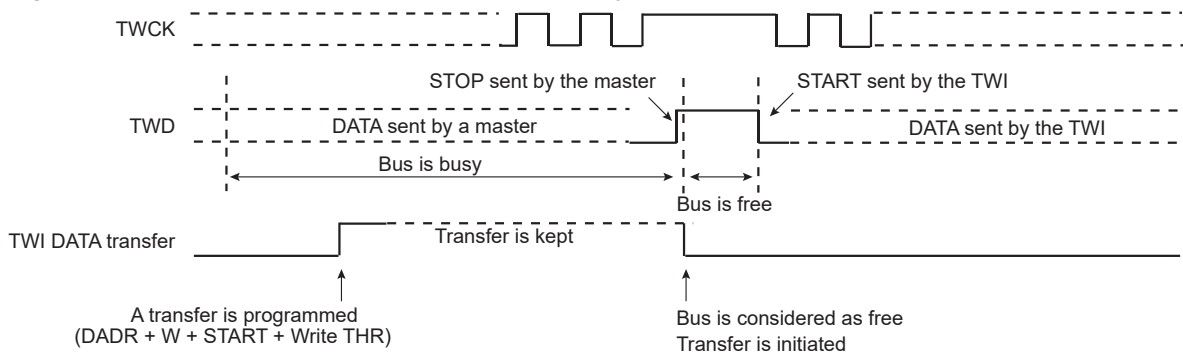 TWCK
STOP sent by the master
START sent by the TWI
TWD
DATA sent by a master
DATA sent by the TWI
Bus is busy
Bus is free
TWI DATA transfer
Transfer is kept
A transfer is programmed
(DADR + W + START + Write THR)
Bus is considered as free
Transfer is initiated